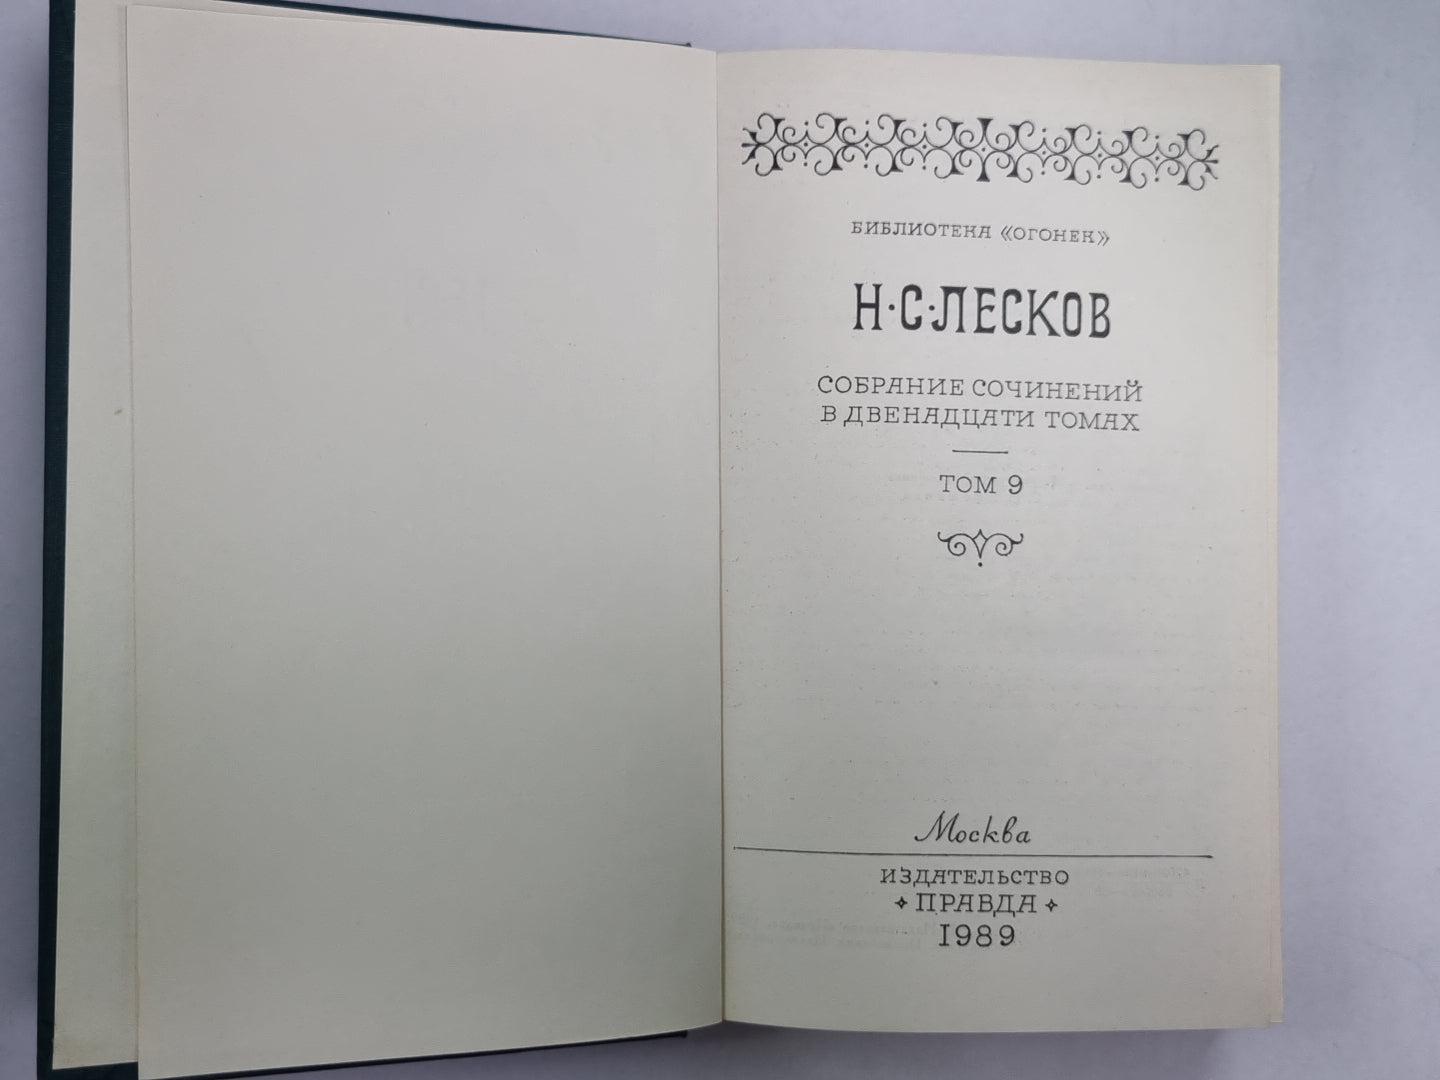 БИБЛИОТЕКА «ОГОНЕК»
Н·С·ЛЕСКОВ
СОБРАНИЕ СОЧИНЕНИЙ
В ДВЕНАДЦАТИ ТОМАХ
ТОМ 9
Москва
ИЗДАТЕЛЬСТВО
ПРАВДА
1989